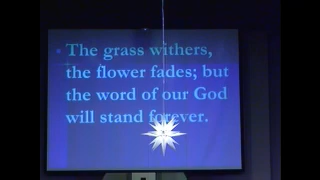 The grass withers,
the flower fades; but
the word of our God
will stand forever.